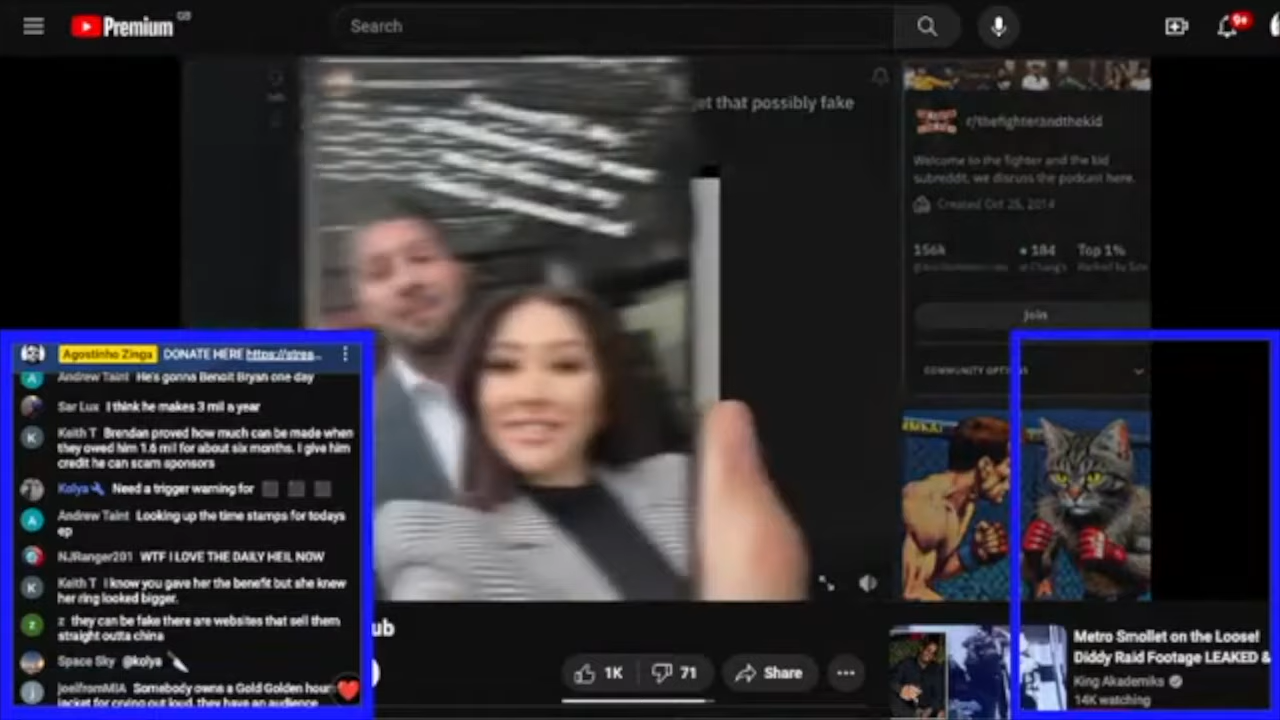 Premium GB
Search
9+
get that possibly fake
r/thefighterandthekid
Welcome to the fighter and the kid
subreddit, we discuss the podcast here.
Created Oct 25, 2014
156k
184
Top 1%
Join
Agostinho Zinga DONATE HERE https://strea...
Andrew Taint He's gonna Benoit Bryan one day
Sar Lux I think he makes 3 mil a year
Keith T Brendan proved how much can be made when
they owed him 1.6 mil for about six months. I give him
credit he can scam sponsors
Kolya Need a trigger warning for
Andrew Taint Looking up the time stamps for todays
ep
NJRanger201 WTF I LOVE THE DAILY HEIL NOW
Keith T I know you gave her the benefit but she knew
her ring looked bigger.
z they can be fake there are websites that sell them
straight outta china
Space Sky @kolya
joelfromMIA Somebody owns a Gold Golden hour
jacket for crying out loud, they have an audience
ub
1K
71
Share
Metro Smollet on the Loose!
Diddy Raid Footage LEAKED &
King Akademiks
14K watching